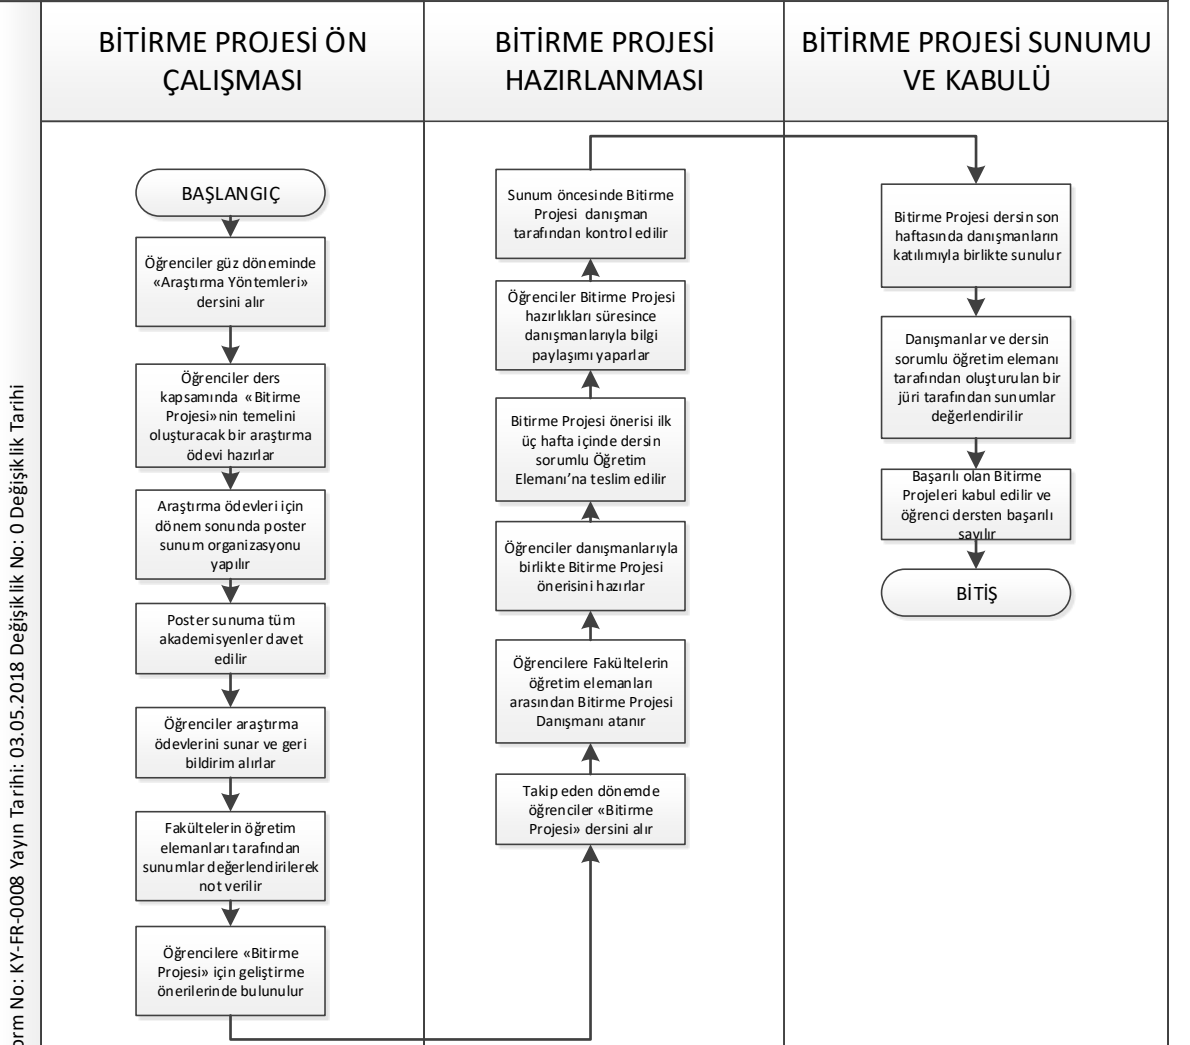 BİTİRME PROJESİ ÖN
ÇALIŞMASI
BİTİRME PROJESİ
HAZIRLANMASI
BİTİRME PROJESİ SUNUMU
VE KABULÜ
BAŞLANGIÇ
Öğrenciler güz döneminde
«Araştırma Yöntemleri»
dersini alır
Öğrenciler ders
kapsamında «Bitirme
Projesi»nin temelini
oluşturacak bir araştırma
ödevi hazırlar
Araştırma ödevleri için
dönem sonunda poster
sunum organizasyonu
yapılır
Poster sunuma tüm
akademisyenler davet
edilir
Öğrenciler araştırma
ödevlerini sunar ve geri
bildirim alırlar
Fakültelerin öğretim
elemanları tarafından
sunumlar değerlendirilerek
not verilir
Öğrencilere «Bitirme
Projesi» için geliştirme
önerilerinde bulunulur
Takip eden dönemde
öğrenciler «Bitirme
Projesi» dersini alır
Öğrencilere Fakültelerin
öğretim elemanları
arasından Bitirme Projesi
Danışmanı atanır
Öğrenciler danışmanlarıyla
birlikte Bitirme Projesi
önerisini hazırlar
Bitirme Projesi önerisi ilk
üç hafta içinde dersin
sorumlu Öğretim
Elemanı’na teslim edilir
Öğrenciler Bitirme Projesi
hazırlıkları süresince
danışmanlarıyla bilgi
paylaşımı yaparlar
Sunum öncesinde Bitirme
Projesi danışman
tarafından kontrol edilir
Bitirme Projesi dersin son
haftasında danışmanların
katılımıyla birlikte sunulur
Danışmanlar ve dersin
sorumlu öğretim elemanı
tarafından oluşturulan bir
jüri tarafından sunumlar
değerlendirilir
Başarılı olan Bitirme
Projeleri kabul edilir ve
öğrenci dersten başarılı
sayılır
BİTİŞ
orm No: KY-FR-0008 Yayın Tarihi: 03.05.2018 Değişiklik No: 0 Değişiklik Tarihi